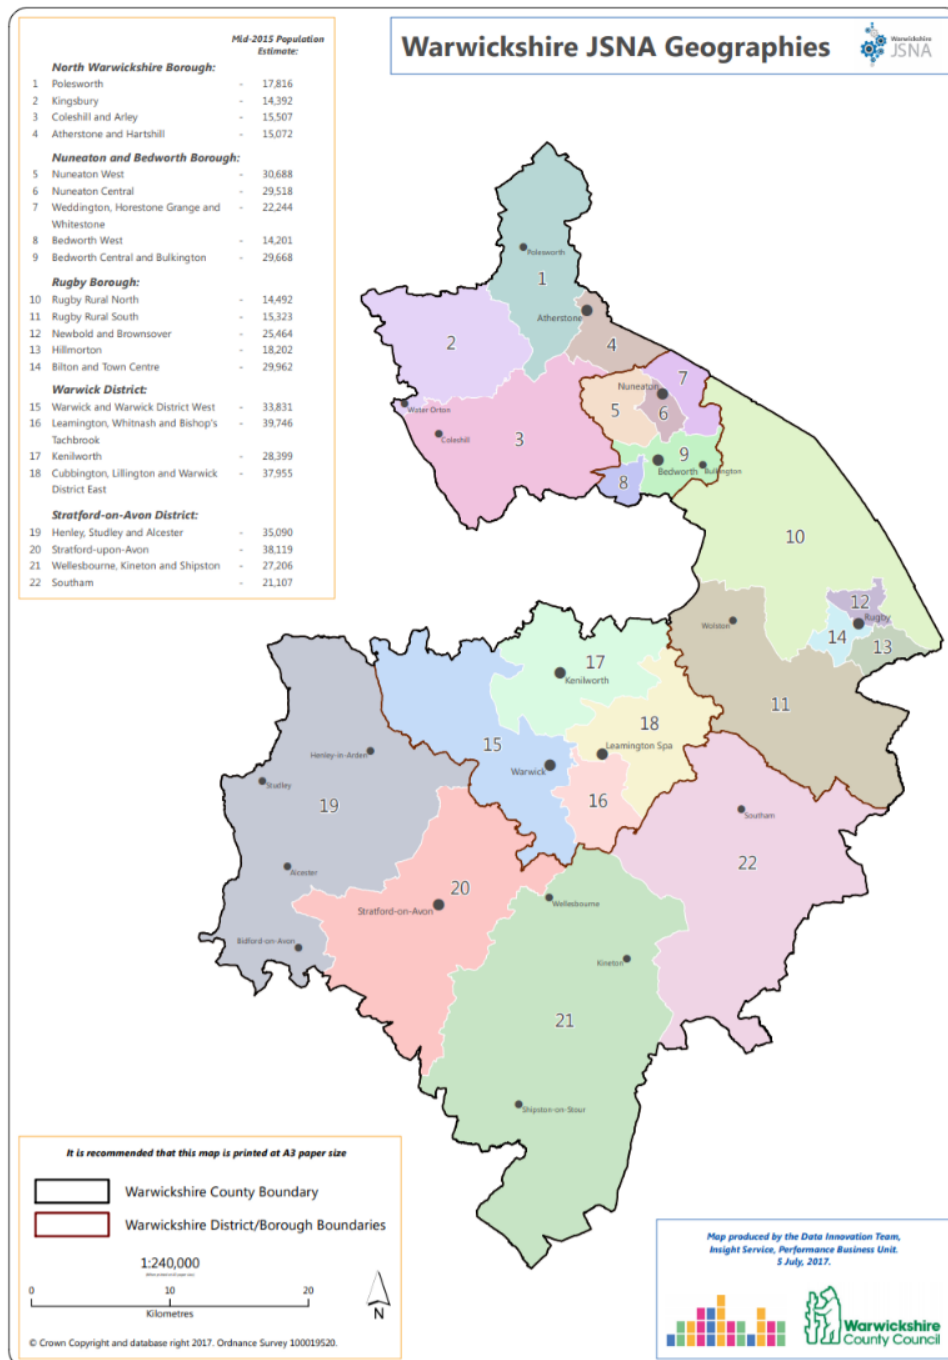 Warwickshire JSNA Geographies
Warwickshire
JSNA
Mid-2015 Population
Estimate:
North Warwickshire Borough:
1 Polesworth - 17,816
2 Kingsbury - 14,392
3 Coleshill and Arley - 15,507
4 Atherstone and Hartshill - 15,072
Nuneaton and Bedworth Borough:
5 Nuneaton West - 30,688
6 Nuneaton Central - 29,518
7 Weddington, Horestone Grange and - 22,244
Whitestone
8 Bedworth West - 14,201
9 Bedworth Central and Bulkington - 29,668
Rugby Borough:
10 Rugby Rural North - 14,492
11 Rugby Rural South - 15,323
12 Newbold and Brownsover - 25,464
13 Hillmorton - 18,202
14 Bilton and Town Centre - 29,962
Warwick District:
15 Warwick and Warwick District West - 33,831
16 Leamington, Whitnash and Bishop's - 39,746
Tachbrook
17 Kenilworth - 28,399
18 Cubbington, Lillington and Warwick - 37,955
District East
Stratford-on-Avon District:
19 Henley, Studley and Alcester - 35,090
20 Stratford-upon-Avon - 38,119
21 Wellesbourne, Kineton and Shipston - 27,206
22 Southam - 21,107
Polesworth
1
Atherstone
2
4
7
Nuneaton
Water Orton
5
6
Coleshill
3
9
Bedworth
Bulkington
8
10
12
Rugby
Wolston
14
13
17
Kenilworth
11
18
15
Leamington Spa
Henley-in-Arden
Warwick
Studley
16
19
Southam
22
Alcester
20
Stratford-on-Avon
Wellesbourne
Bidford-on-Avon
Kineton
21
Shipston-on-Stour
It is recommended that this map is printed at A3 paper size
Warwickshire County Boundary
Warwickshire District/Borough Boundaries
1:240,000
0 10 20
Kilometres
N
© Crown Copyright and database right 2017. Ordnance Survey 100019520.
Map produced by the Data Innovation Team,
Insight Service, Performance Business Unit.
5 July, 2017.
Warwickshire
County Council